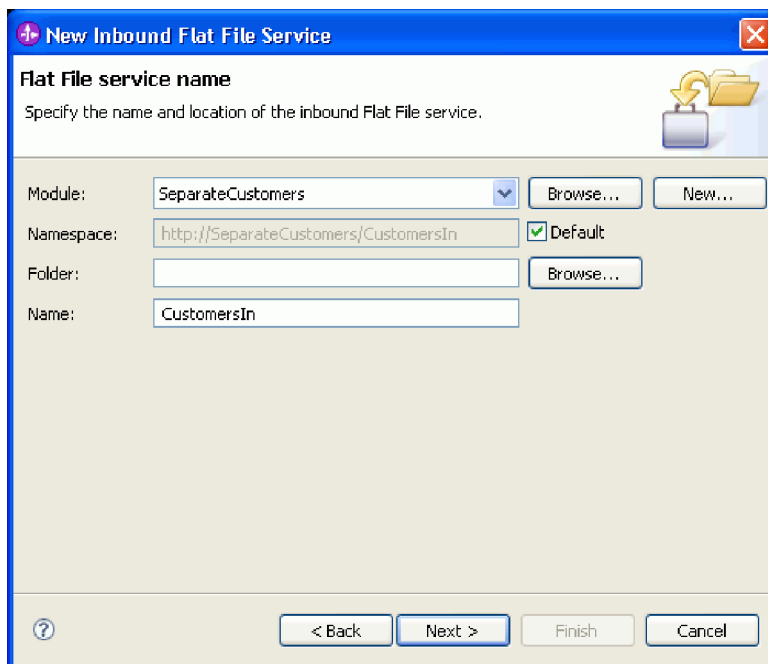 New Inbound Flat File Service
Flat File service name
Specify the name and location of the inbound Flat File service.
Module: SeparateCustomers Browse... New...
Namespace: http://SeparateCustomers/CustomersIn Default
Folder: Browse...
Name: CustomersIn
? < Back Next > Finish Cancel